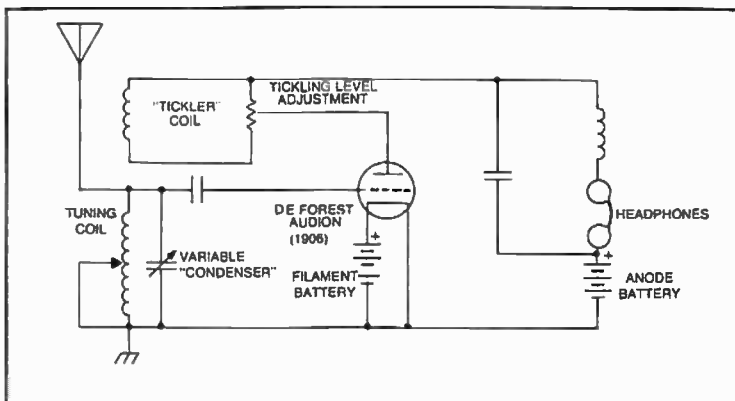 TICKLING LEVEL
ADJUSTMENT
"TICKLER"
COIL
TUNING
COIL
VARIABLE
"CONDENSER"
DE FOREST
AUDION
(1906)
+
FILAMENT
BATTERY
HEADPHONES
+
ANODE
BATTERY